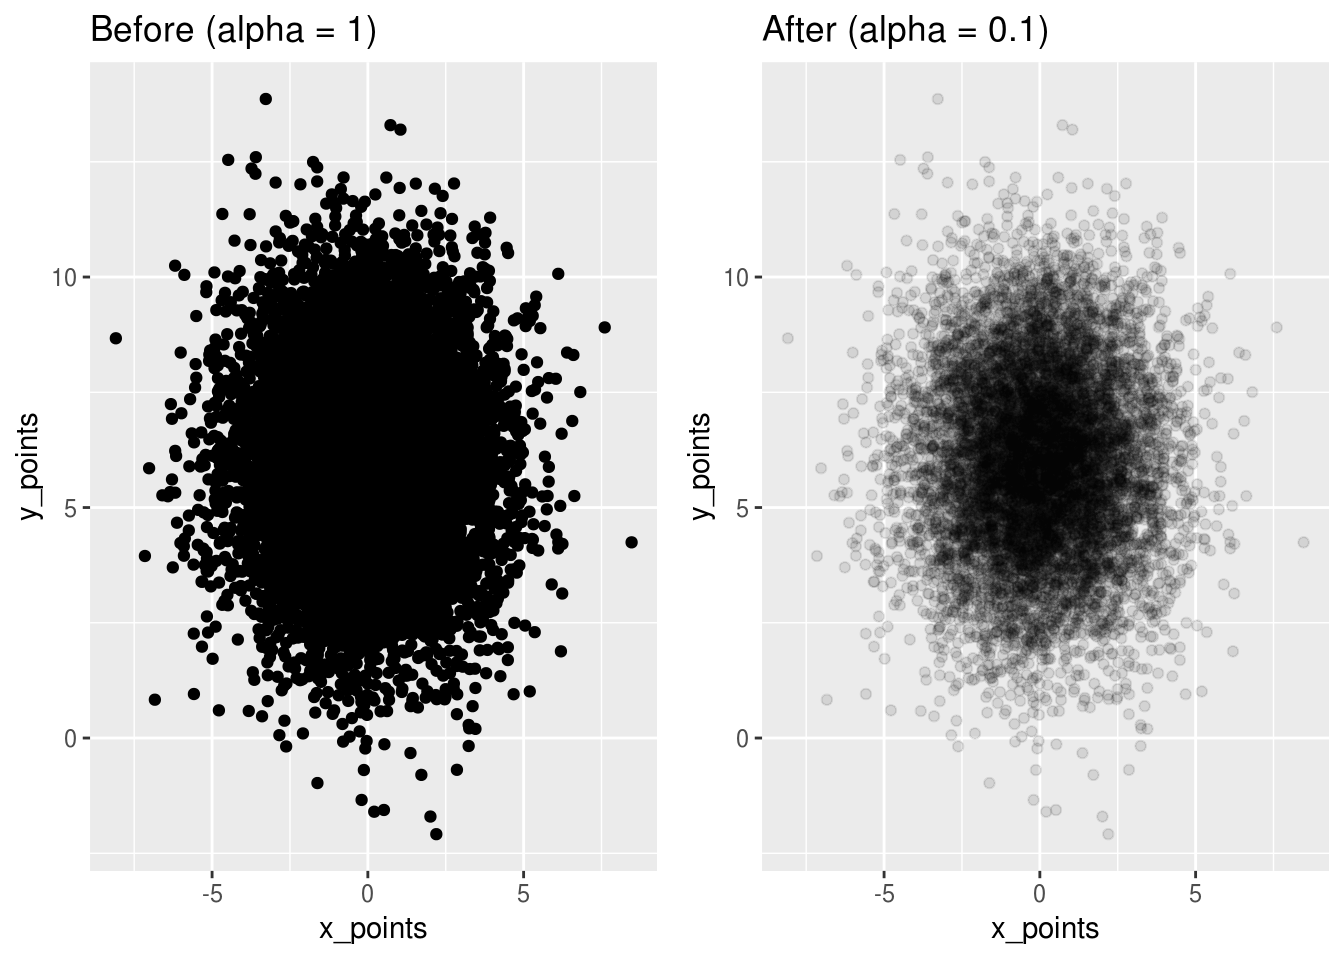 Before (alpha = 1)
y_points
10
5
0
-5 0 5
x_points
After (alpha = 0.1)
y_points
10
5
0
-5 0 5
x_points